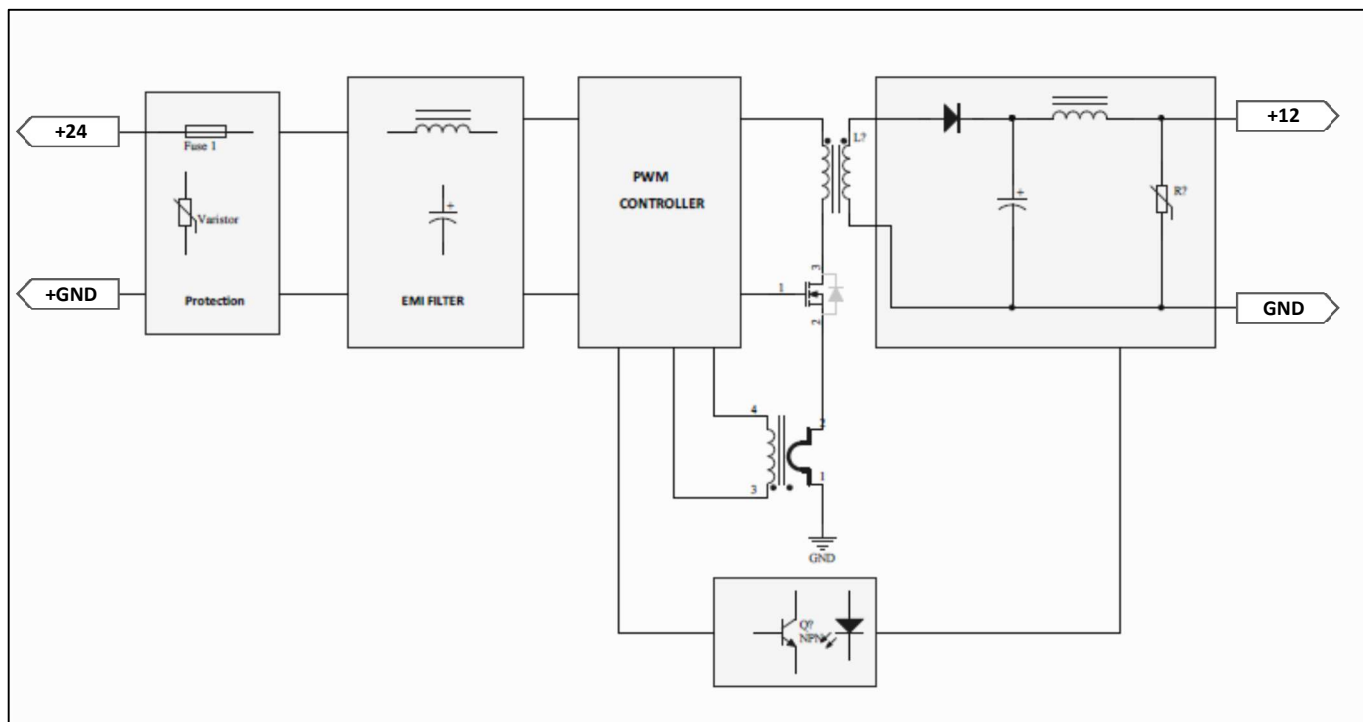 +24
Fuse 1
Varistor
+GND
Protection
EMI FILTER
PWM
CONTROLLER
L?
3
1
2
+
+
R?
+12
GND
4
3
2
1
GND
Q?
NPN